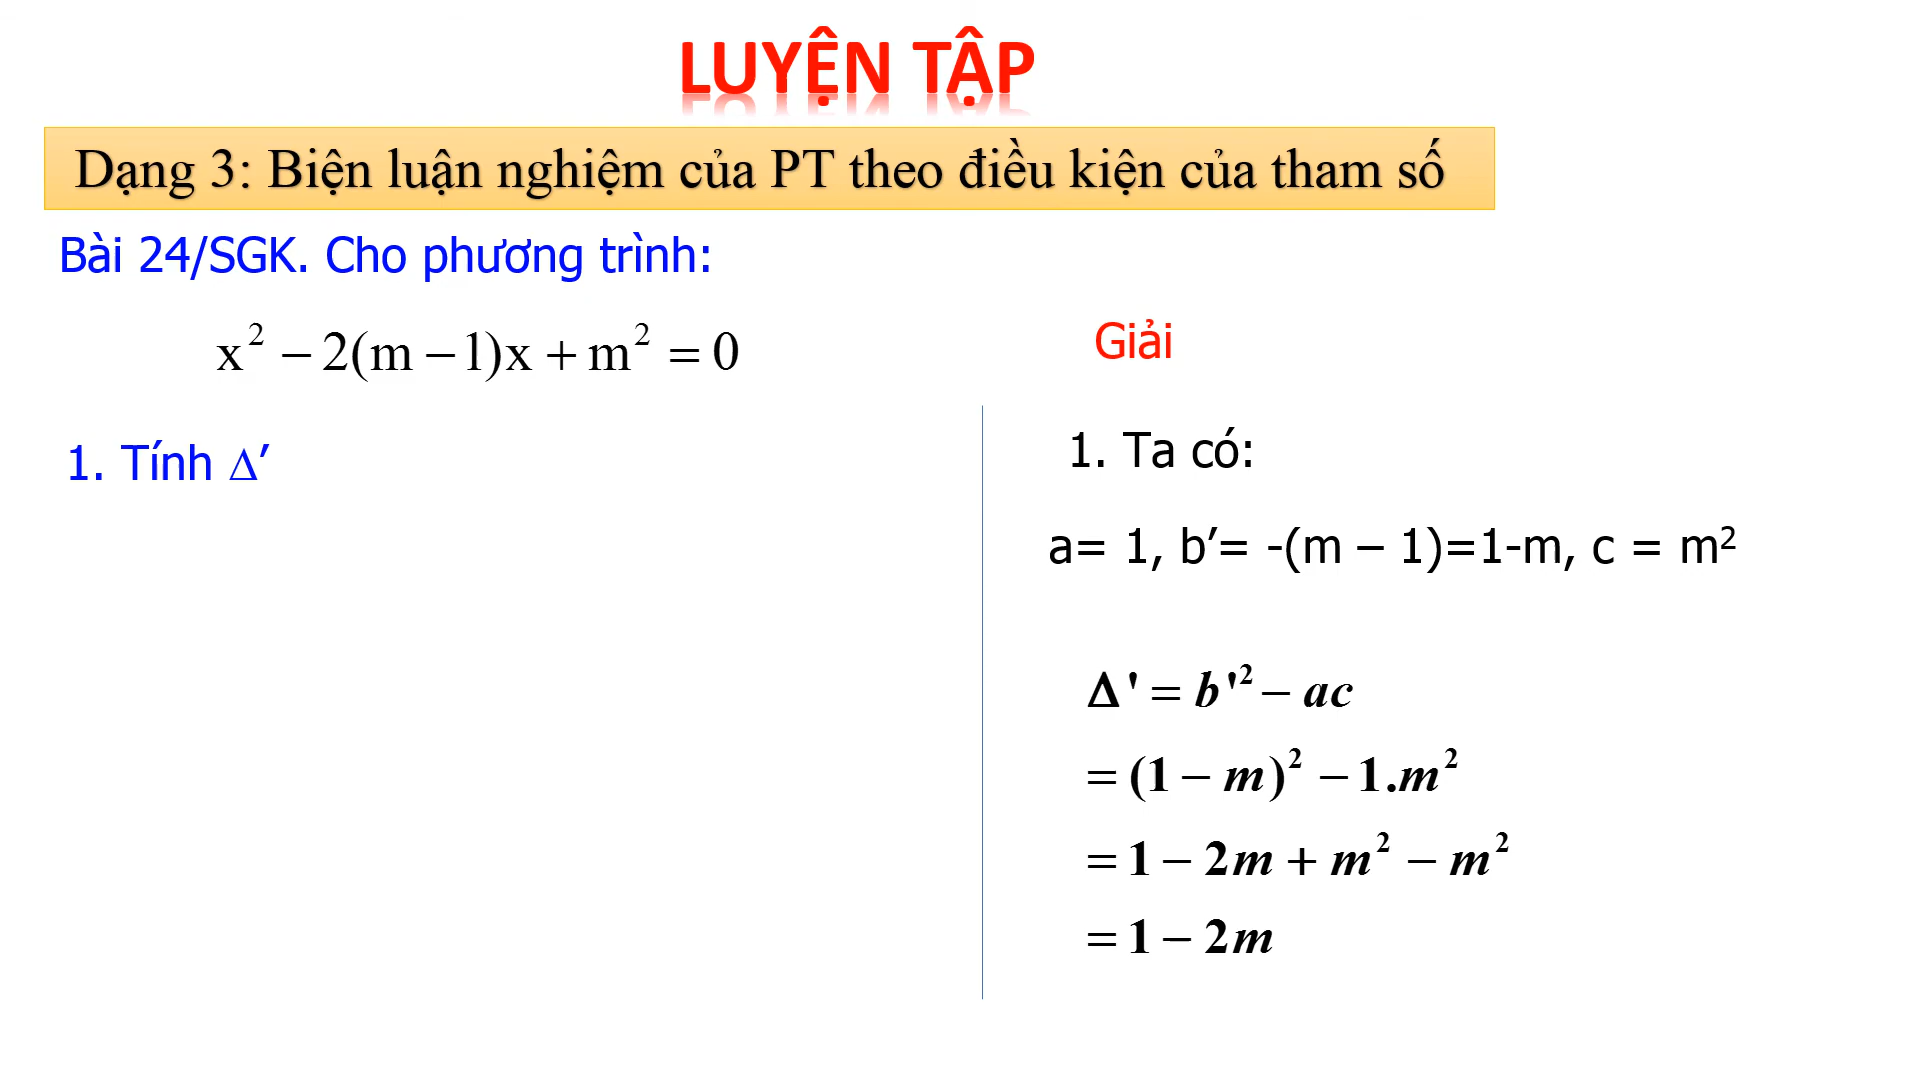 LUYỆN TẬP
Dạng 3: Biện luận nghiệm của PT theo điều kiện của tham số
Bài 24/SGK. Cho phương trình:
x² − 2(m − 1)x + m² = 0
1. Tính Δ’
Giải
1. Ta có:
a= 1, b’= -(m – 1)=1-m, c = m²
Δ' = b'² − ac
= (1 − m)² − 1.m²
= 1 − 2m + m² − m²
= 1 − 2m